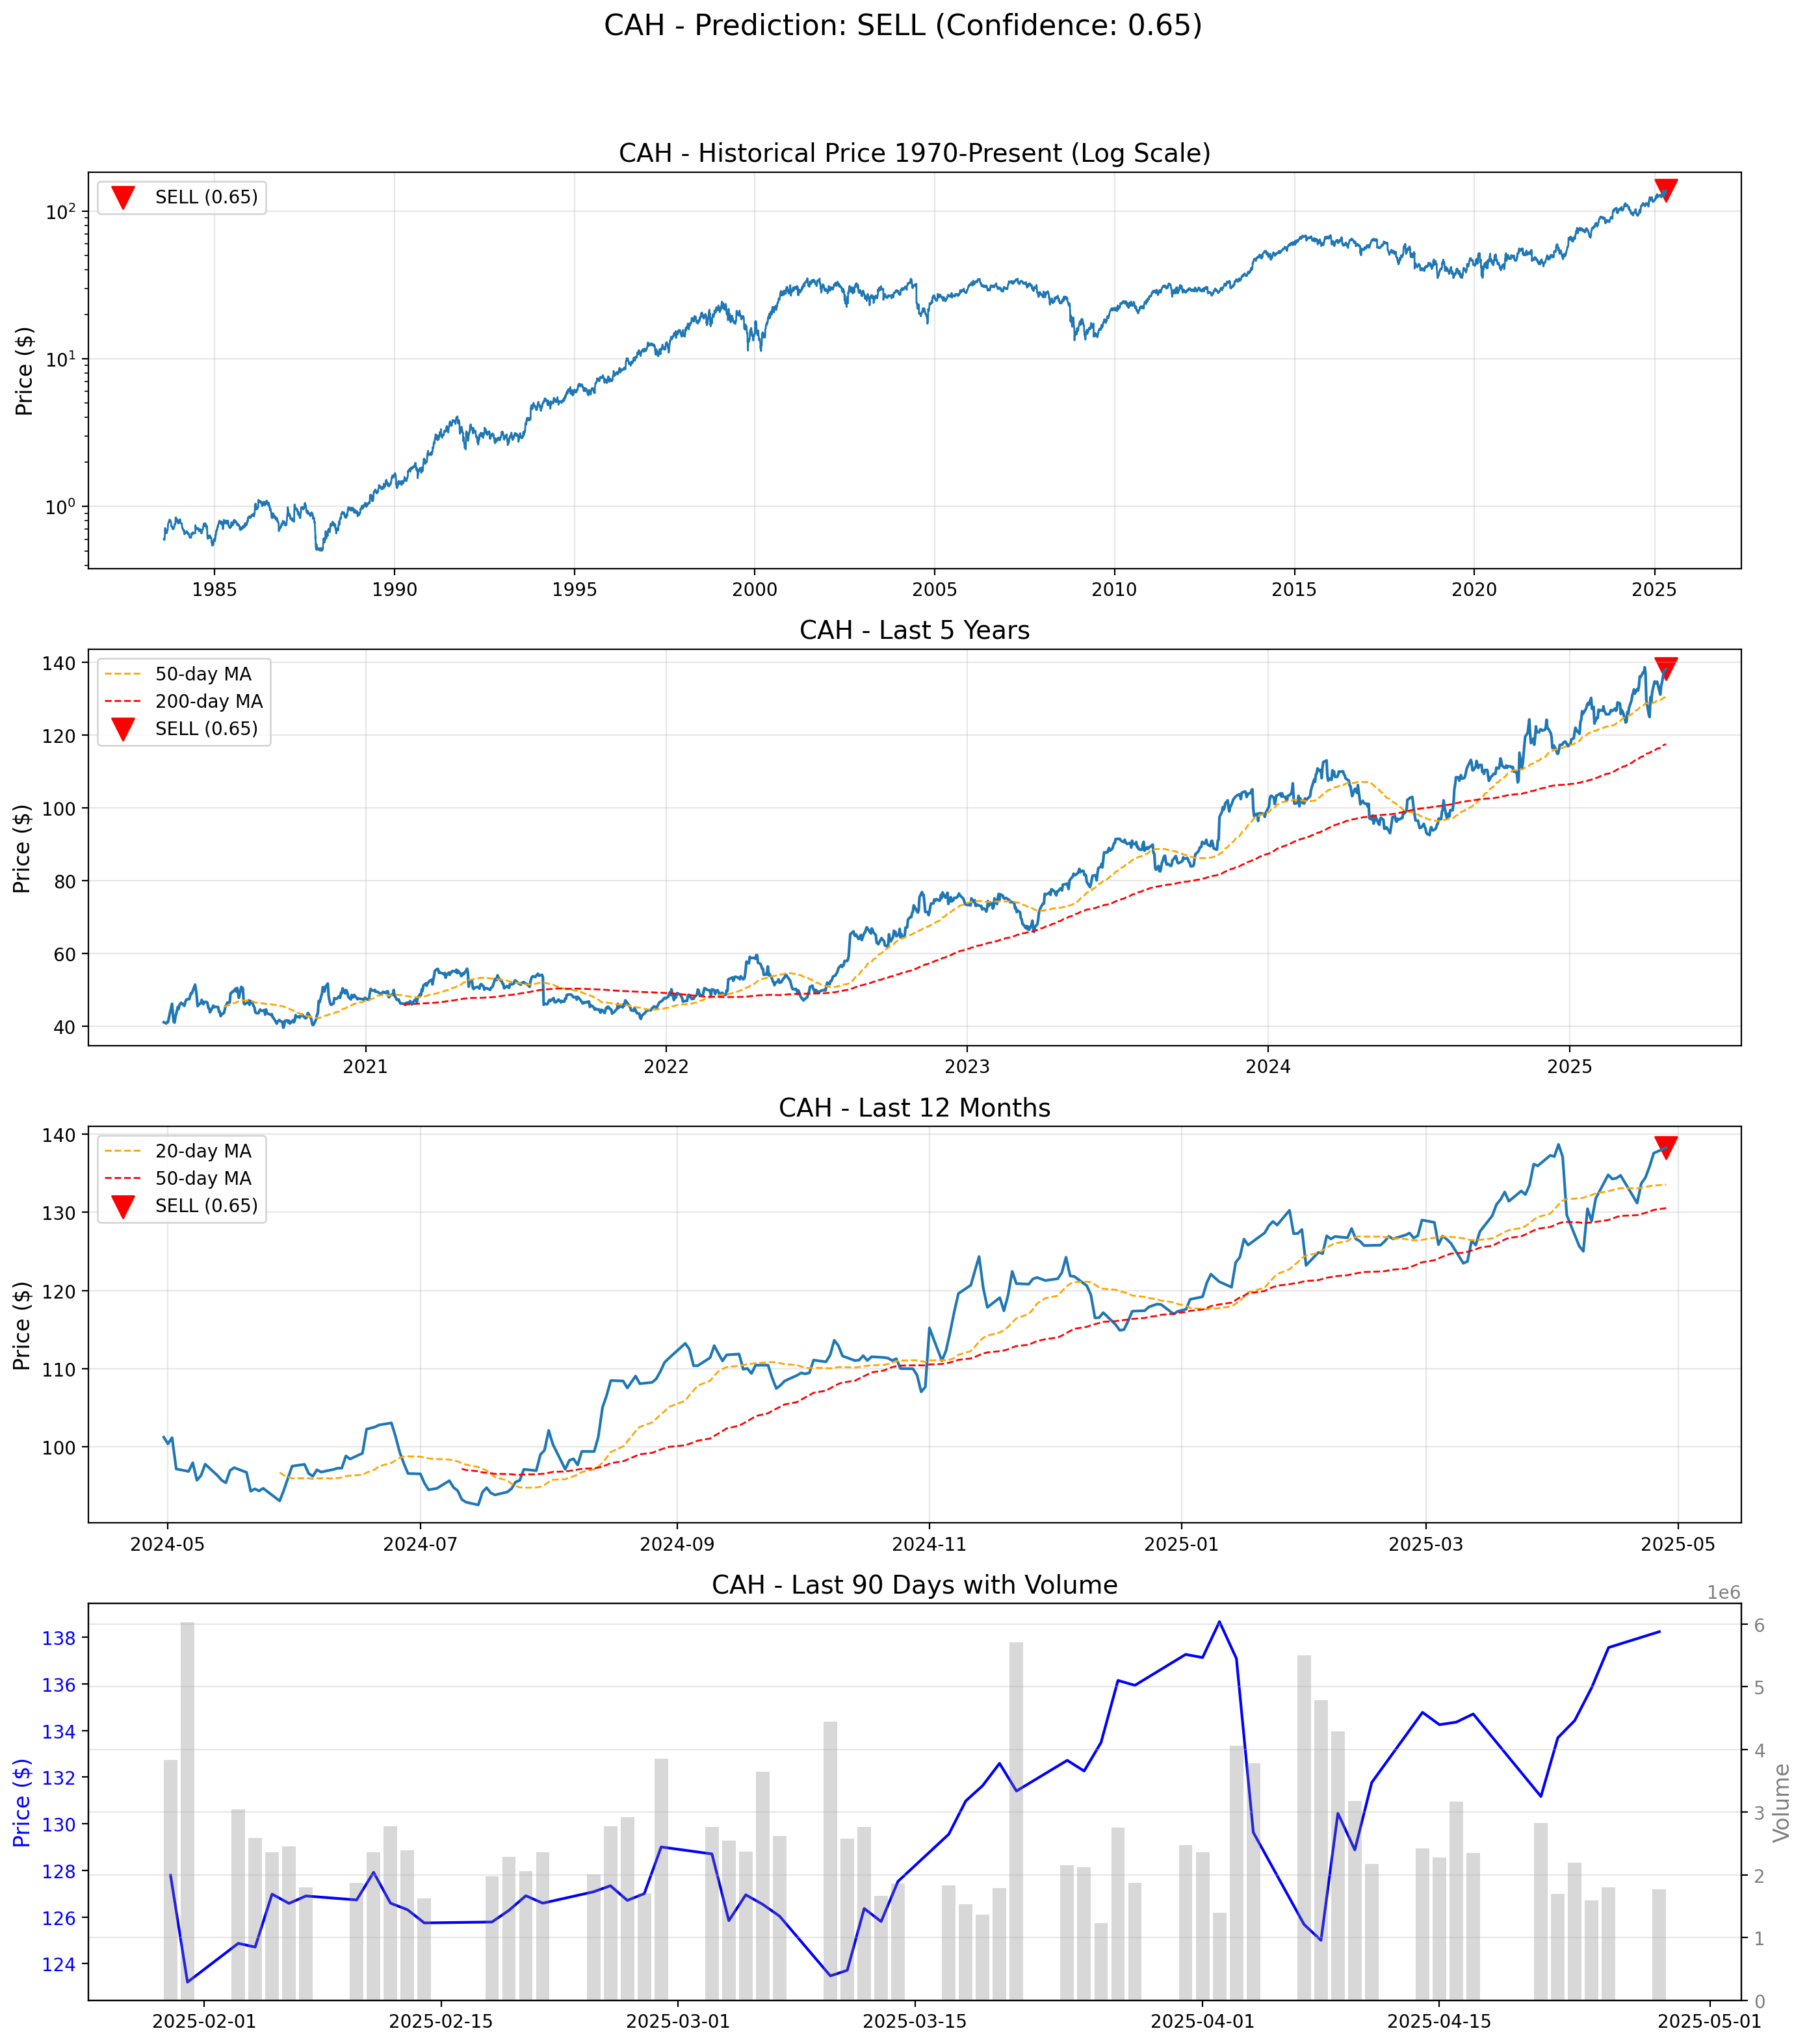 CAH - Prediction: SELL (Confidence: 0.65)
CAH - Historical Price 1970-Present (Log Scale)
SELL (0.65)
Price ($)
10²
10¹
10⁰
1985 1990 1995 2000 2005 2010 2015 2020 2025
CAH - Last 5 Years
50-day MA
200-day MA
SELL (0.65)
Price ($)
140
120
100
80
60
40
2021 2022 2023 2024 2025
CAH - Last 12 Months
20-day MA
50-day MA
SELL (0.65)
Price ($)
140
130
120
110
100
2024-05 2024-07 2024-09 2024-11 2025-01 2025-03 2025-05
CAH - Last 90 Days with Volume
1e6
Price ($)
138
136
134
132
130
128
126
124
6
5
4
3
2
1
0
Volume
2025-02-01 2025-02-15 2025-03-01 2025-03-15 2025-04-01 2025-04-15 2025-05-01